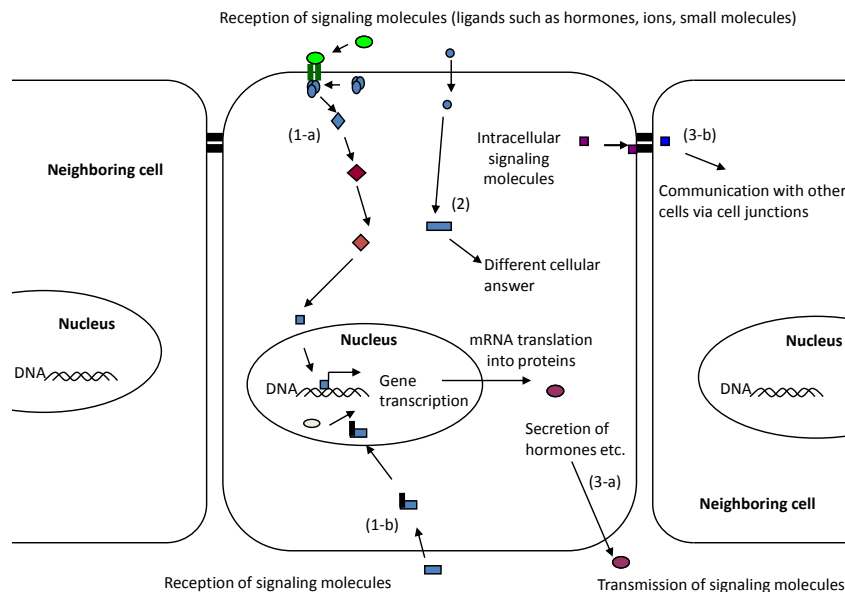 Reception of signaling molecules (ligands such as hormones, ions, small molecules)
(1-a)
Intracellular
signaling
molecules
(3-b)
Neighboring cell
Communication with other
cells via cell junctions
(2)
Different cellular
answer
Nucleus
DNA
Nucleus
DNA
Gene
transcription
mRNA translation
into proteins
Nucleus
DNA
Secretion of
hormones etc.
(3-a)
(1-b)
Neighboring cell
Reception of signaling molecules
Transmission of signaling molecules